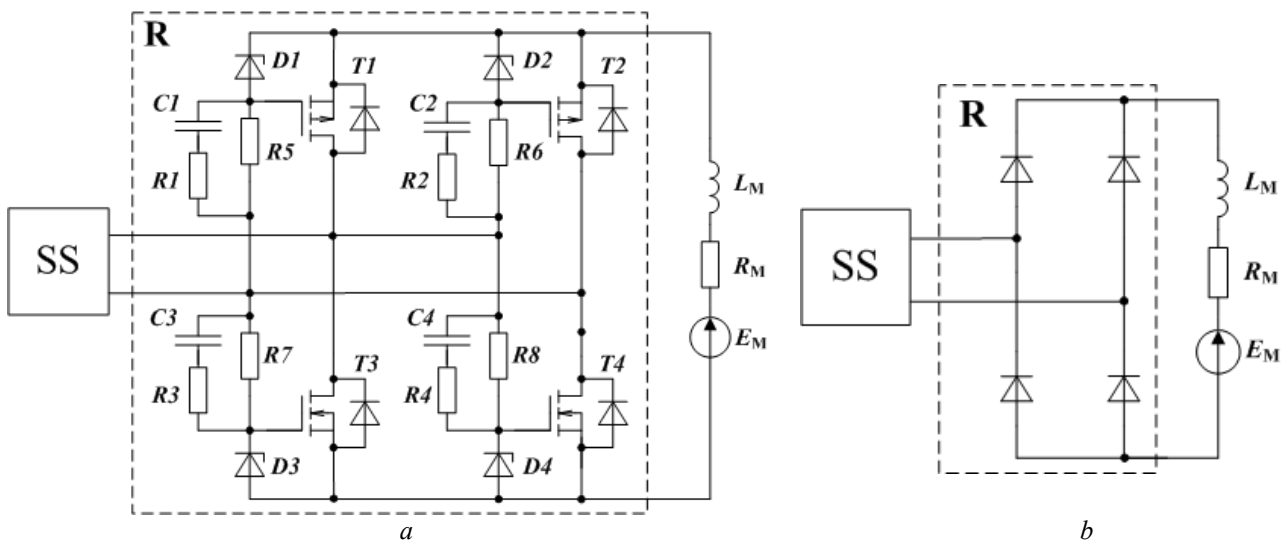 R
D1
T1
D2
T2
C1
R5
R1
C2
R6
R2
SS
C3
R7
R3
T3
D3
C4
R8
R4
T4
D4
L_M
R_M
E_M
a
R
SS
L_M
R_M
E_M
b